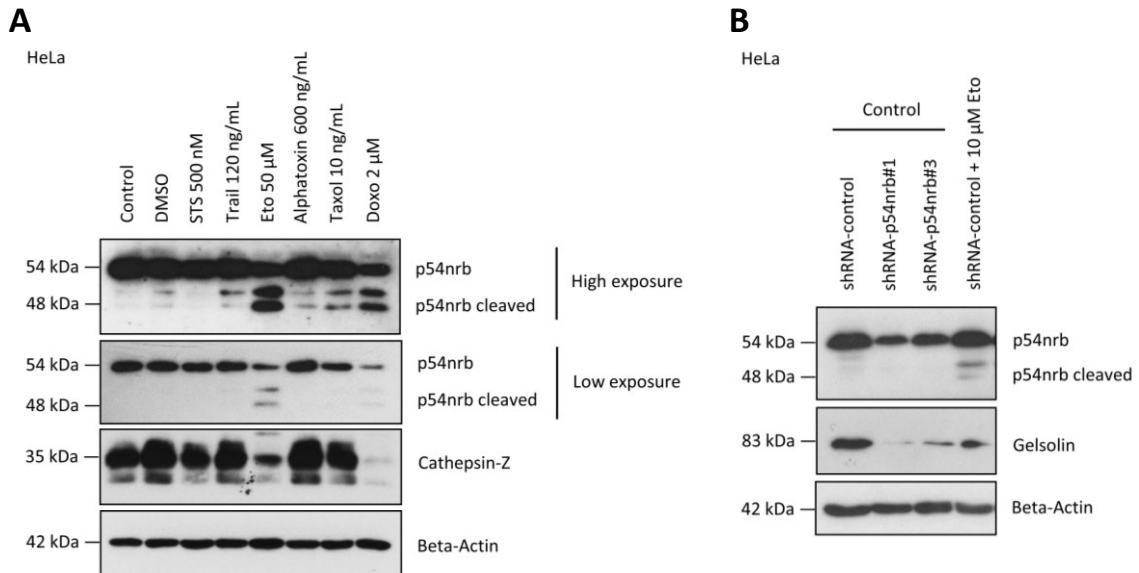 A
HeLa
Control
DMSO
STS 500 nM
Trail 120 ng/mL
Eto 50 µM
Alphatoxin 600 ng/mL
Taxol 10 ng/mL
Doxo 2 µM
54 kDa
48 kDa
p54nrb
p54nrb cleaved
High exposure
54 kDa
48 kDa
p54nrb
p54nrb cleaved
Low exposure
35 kDa
Cathepsin-Z
42 kDa
Beta-Actin
B
HeLa
Control
shRNA-control
shRNA-p54nrb#1
shRNA-p54nrb#3
shRNA-control + 10 µM Eto
54 kDa
48 kDa
p54nrb
p54nrb cleaved
83 kDa
Gelsolin
42 kDa
Beta-Actin